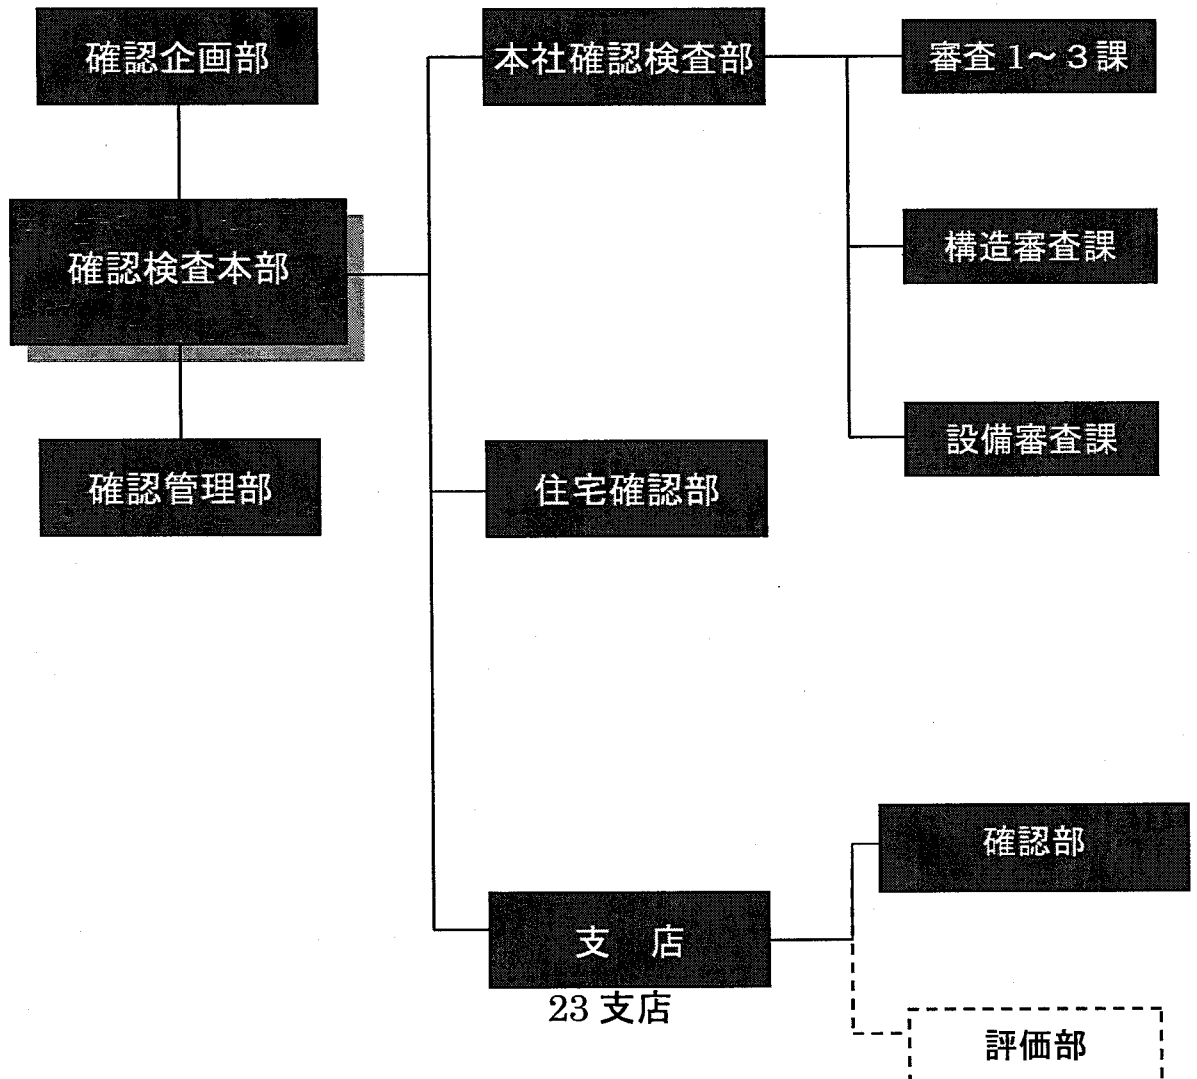 確認企画部
本社確認検査部
審査1～3課
確認検査本部
構造審査課
設備審査課
確認管理部
住宅確認部
確認部
支　店
23 支店
評価部